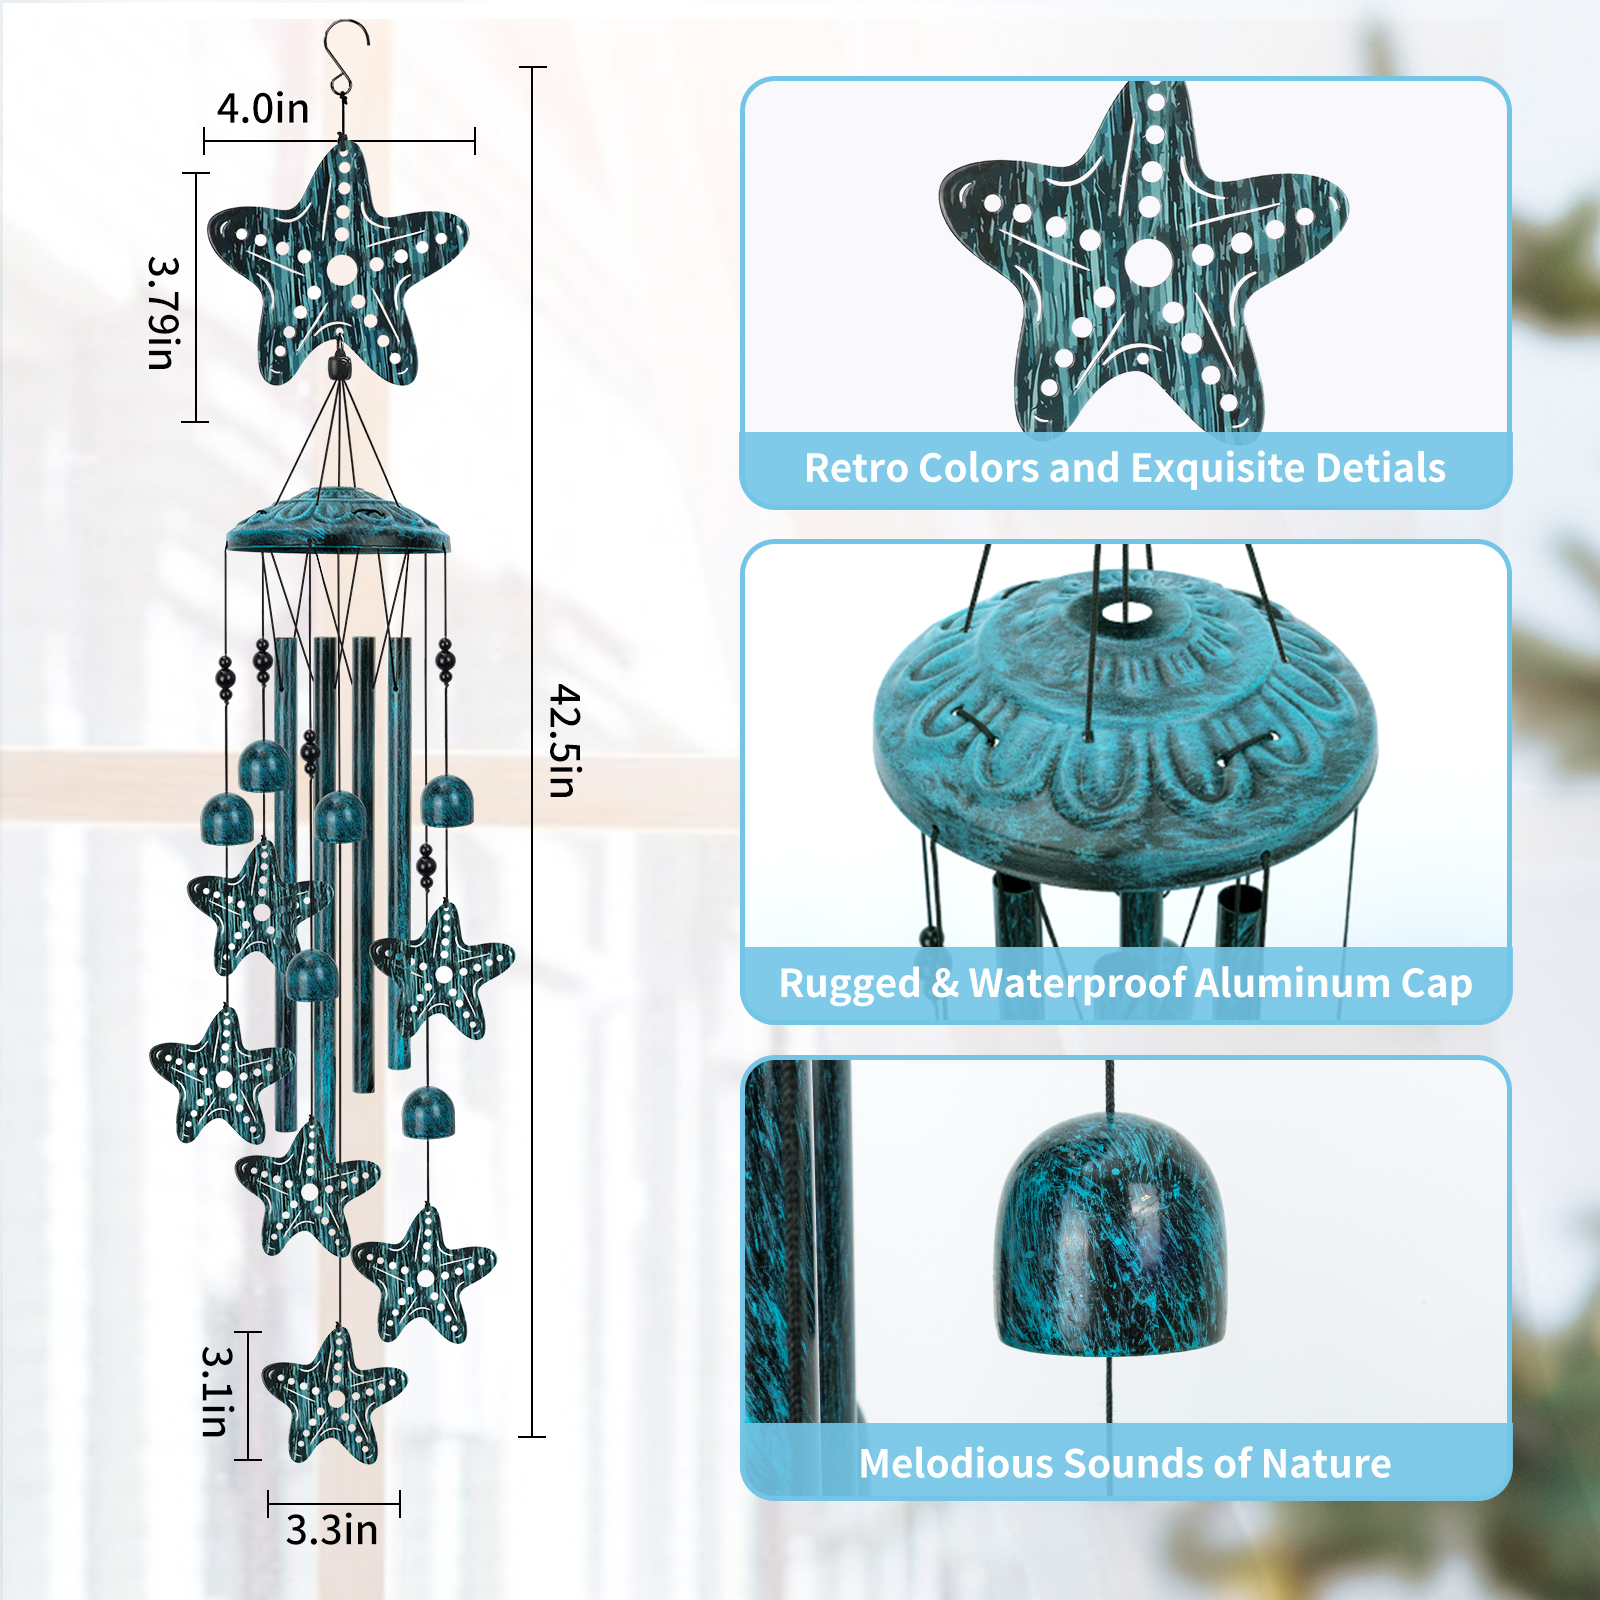 4.0in
3.79in
42.5in
3.1in
3.3in
Retro Colors and Exquisite Detials
Rugged & Waterproof Aluminum Cap
Melodious Sounds of Nature